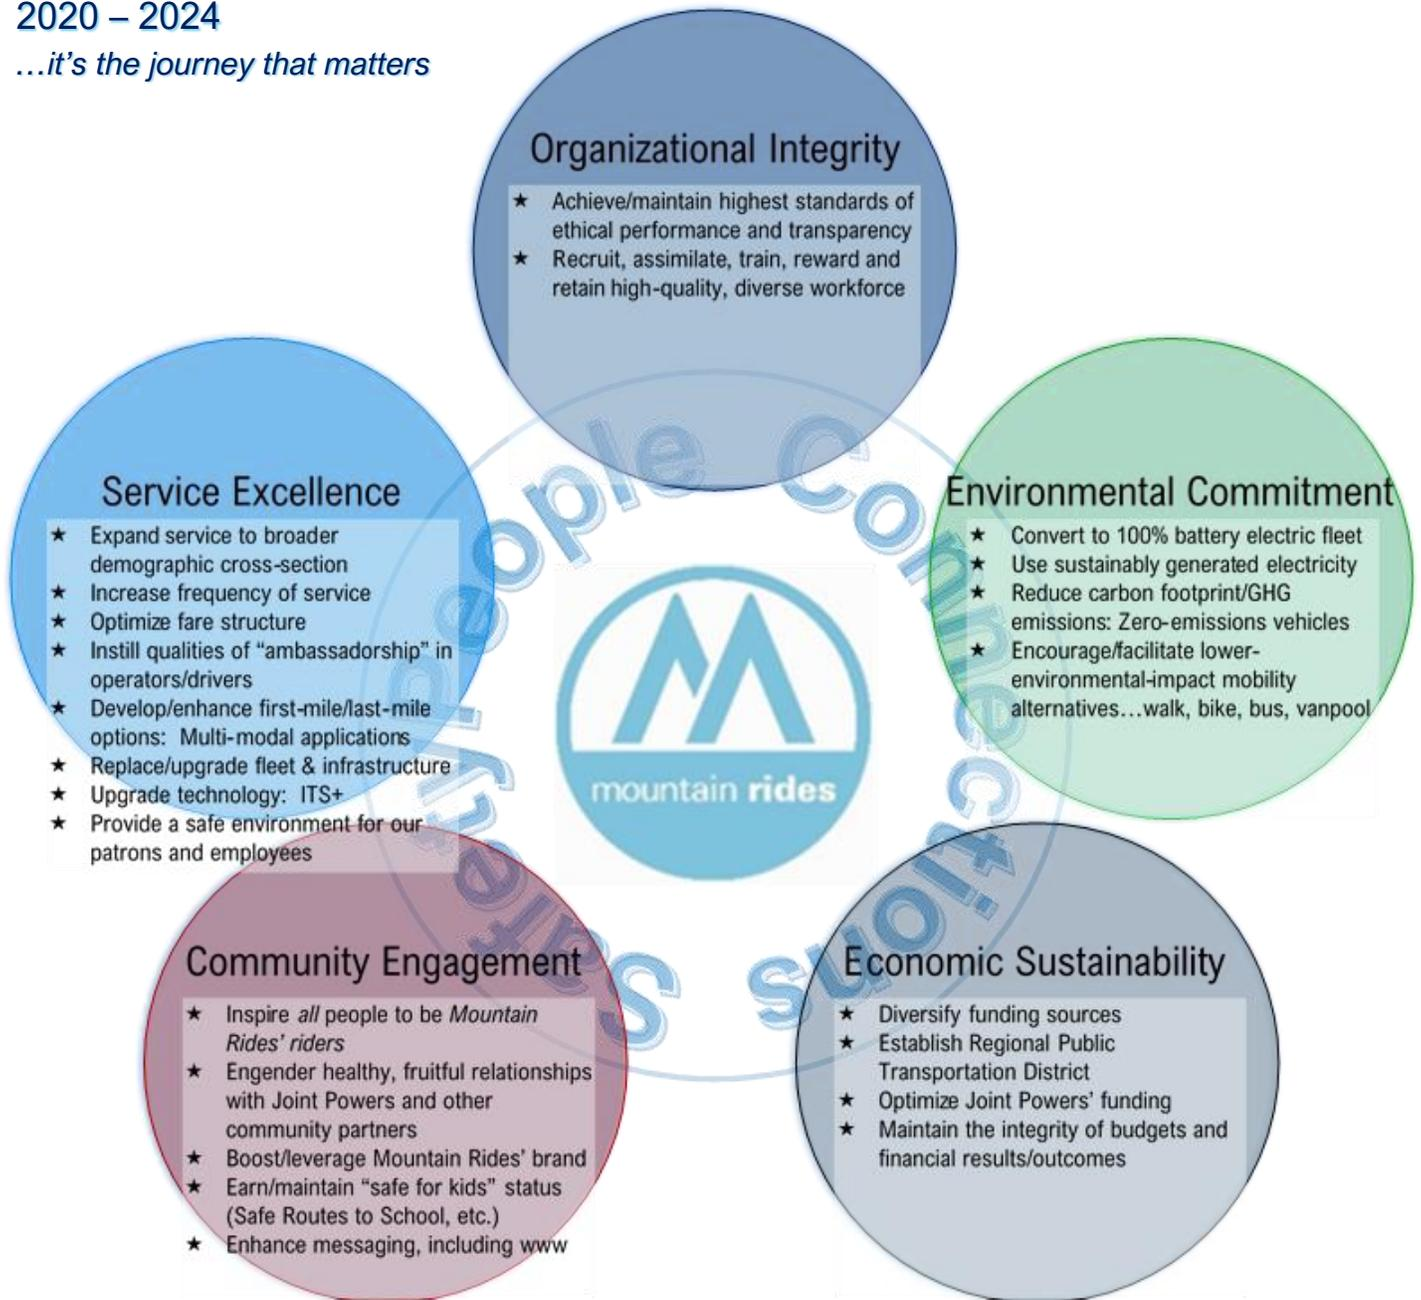 2020 – 2024
…it's the journey that matters
Organizational Integrity
★ Achieve/maintain highest standards of
ethical performance and transparency
★ Recruit, assimilate, train, reward and
retain high-quality, diverse workforce
Service Excellence
★ Expand service to broader
demographic cross-section
★ Increase frequency of service
★ Optimize fare structure
★ Instill qualities of “ambassadorship” in
operators/drivers
★ Develop/enhance first-mile/last-mile
options: Multi-modal applications
★ Replace/upgrade fleet & infrastructure
★ Upgrade technology: ITS+
★ Provide a safe environment for our
patrons and employees
Environmental Commitment
★ Convert to 100% battery electric fleet
★ Use sustainably generated electricity
★ Reduce carbon footprint/GHG
emissions: Zero-emissions vehicles
★ Encourage/facilitate lower-
environmental-impact mobility
alternatives…walk, bike, bus, vanpool
Safety People Connections
mountain rides
Community Engagement
★ Inspire all people to be Mountain
Rides’ riders
★ Engender healthy, fruitful relationships
with Joint Powers and other
community partners
★ Boost/leverage Mountain Rides’ brand
★ Earn/maintain “safe for kids” status
(Safe Routes to School, etc.)
★ Enhance messaging, including www
Economic Sustainability
★ Diversify funding sources
★ Establish Regional Public
Transportation District
★ Optimize Joint Powers’ funding
★ Maintain the integrity of budgets and
financial results/outcomes